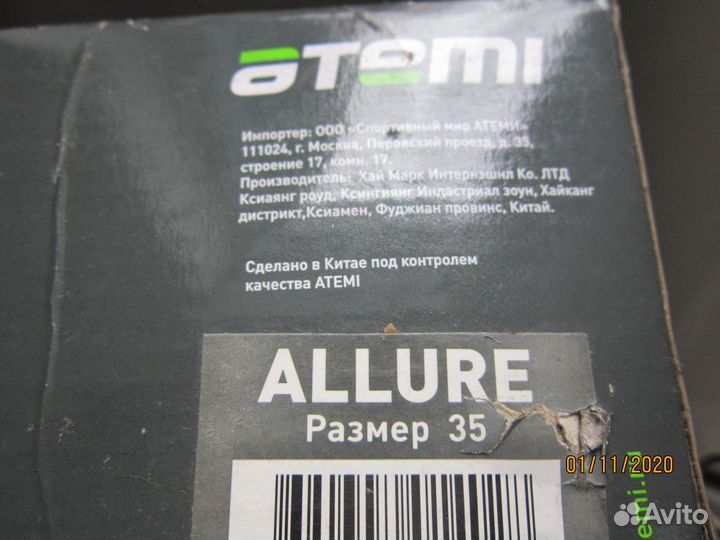 ATEMI
Импортер: ООО «Спортивный мир АТЕМИ»
111024, г. Москва, Перовский проезд, д.35,
строение 17, комн. 17.
Производитель: Хай Марк Интернэшнл Ко. ЛТД
Ксиаянг роуд, Ксингиянг Индастриал зоун, Хайканг
дистрикт,Ксиамен, Фуджиан провинс, Китай.
Сделано в Китае под контролем
качества ATEMI
ALLURE
Размер 35
01/11/2020
Avito